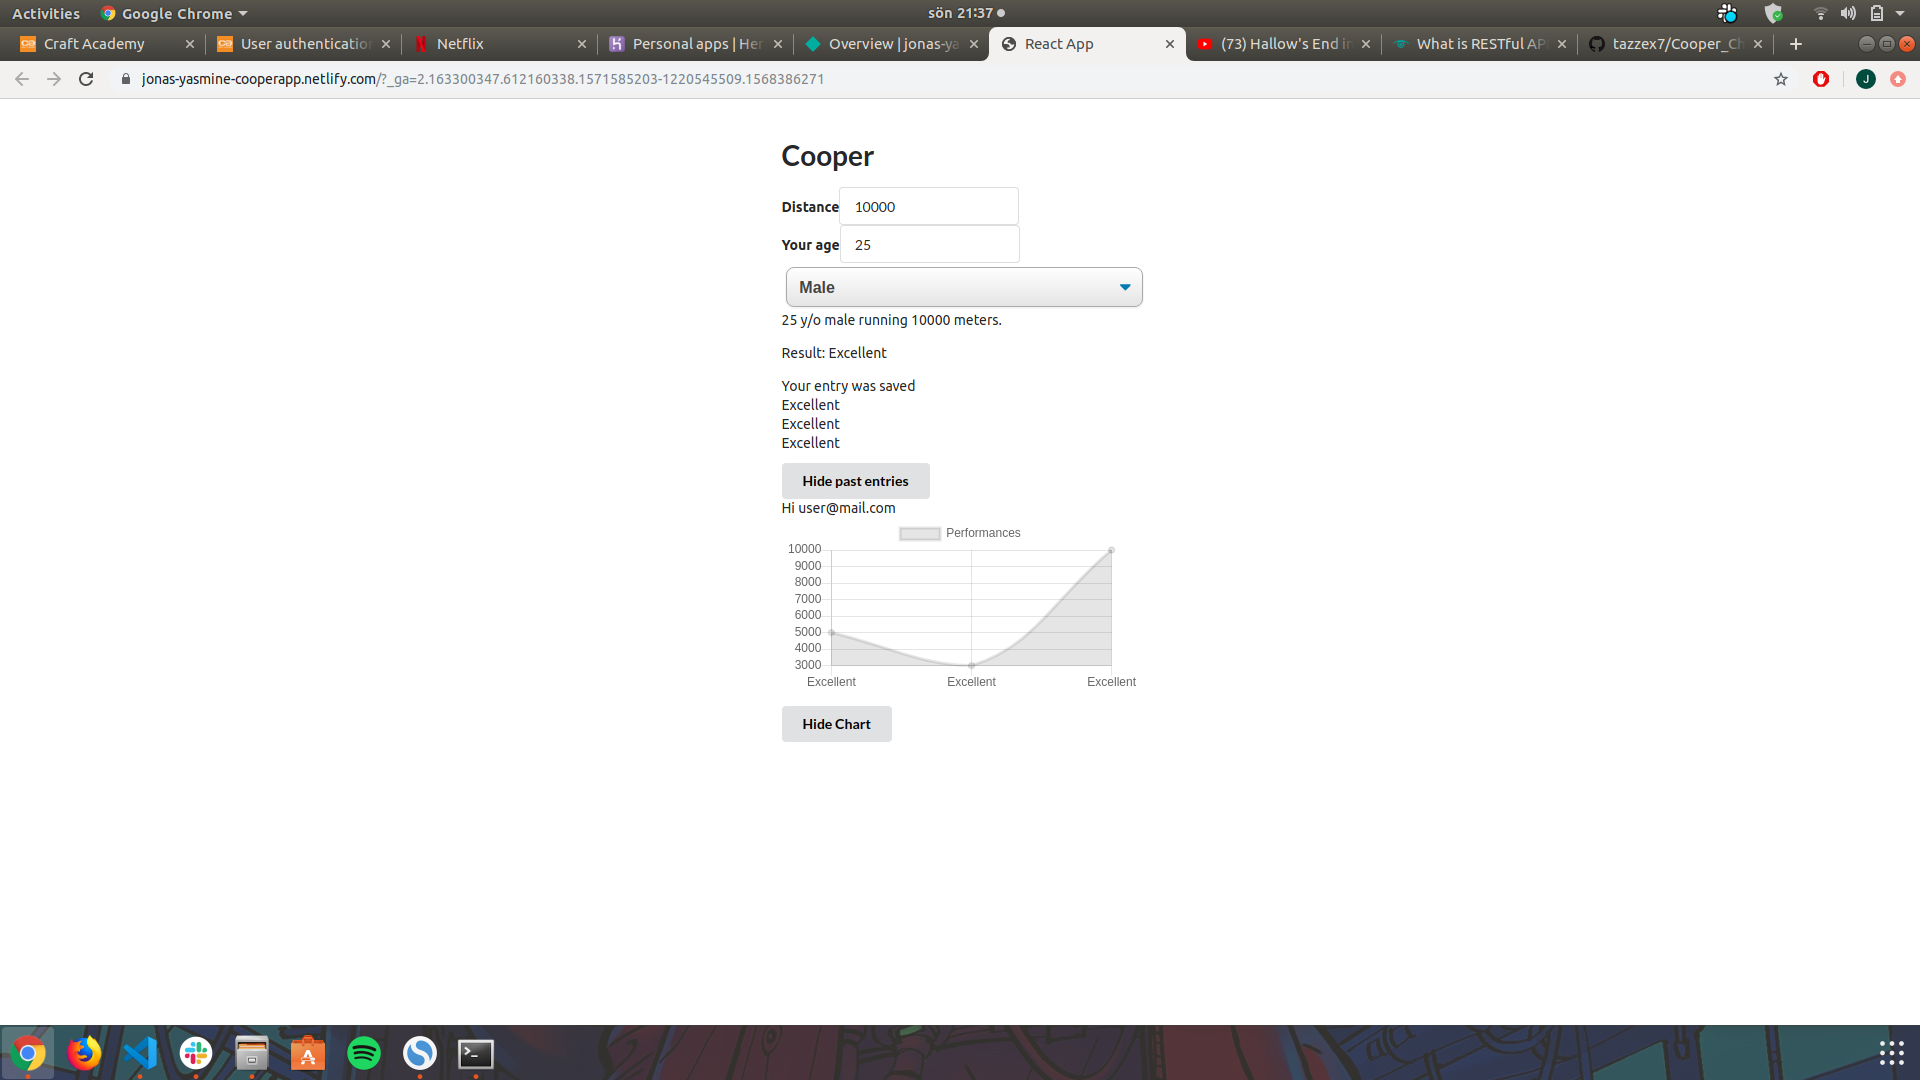 Activities Google Chrome sön 21:37
Craft Academy User authentication Netflix Personal apps | Her Overview | jonas-ya React App (73) Hallow's End in What is RESTful AP tazzex7/Cooper_Ch
jonas-yasmine-cooperapp.netlify.com/?_ga=2.163300347.612160338.1571585203-1220545509.1568386271
J
Cooper
Distance 10000
Your age 25
Male
25 y/o male running 10000 meters.
Result: Excellent
Your entry was saved
Excellent
Excellent
Excellent
Hide past entries
Hi user@mail.com
Performances
10000
9000
8000
7000
6000
5000
4000
3000
Excellent Excellent Excellent
Hide Chart